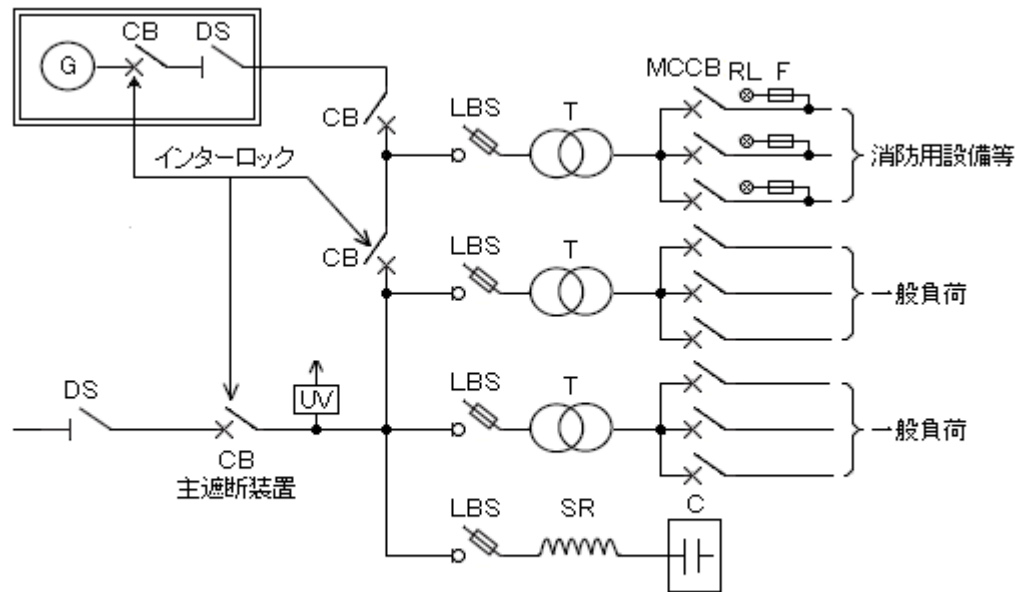 CB DS
G
MCCB RL F
LBS T
CB
インターロック
消防用設備等
CB
LBS T
一般負荷
DS
UV
LBS T
一般負荷
CB
主遮断装置
LBS SR C